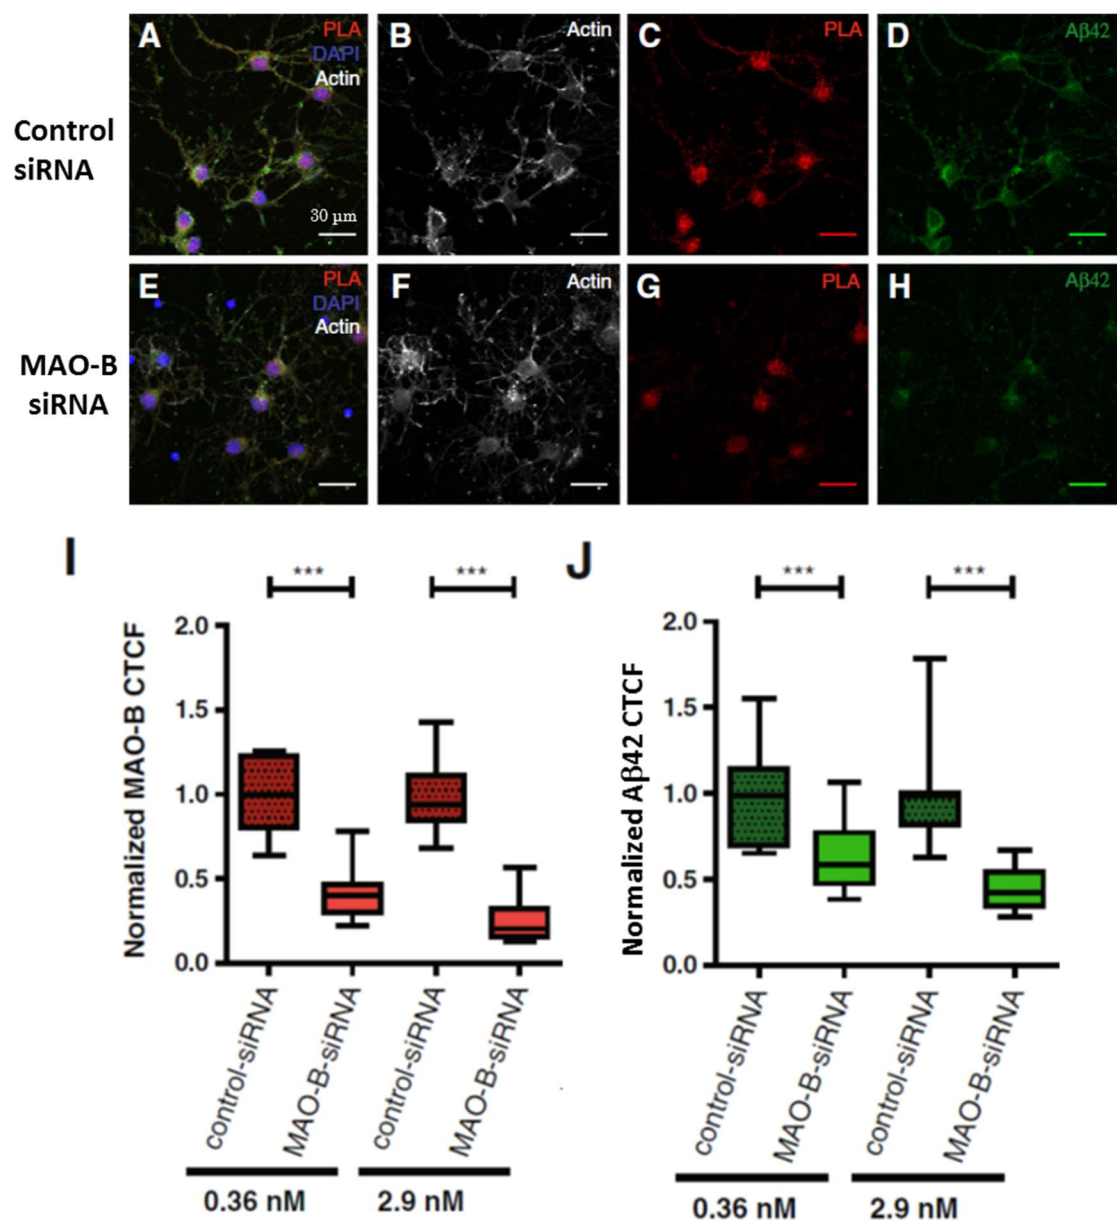 A
PLA
DAPI
Actin
B
Actin
C
PLA
D
Aβ42
Control
siRNA
30 µm
E
PLA
DAPI
Actin
F
Actin
G
PLA
H
Aβ42
MAO-B
siRNA
I
***
***
Normalized MAO-B CTCF
2.0
1.5
1.0
0.5
0.0
control-siRNA
MAO-B-siRNA
control-siRNA
MAO-B-siRNA
0.36 nM
2.9 nM
J
***
***
Normalized Aβ42 CTCF
2.0
1.5
1.0
0.5
0.0
control-siRNA
MAO-B-siRNA
control-siRNA
MAO-B-siRNA
0.36 nM
2.9 nM